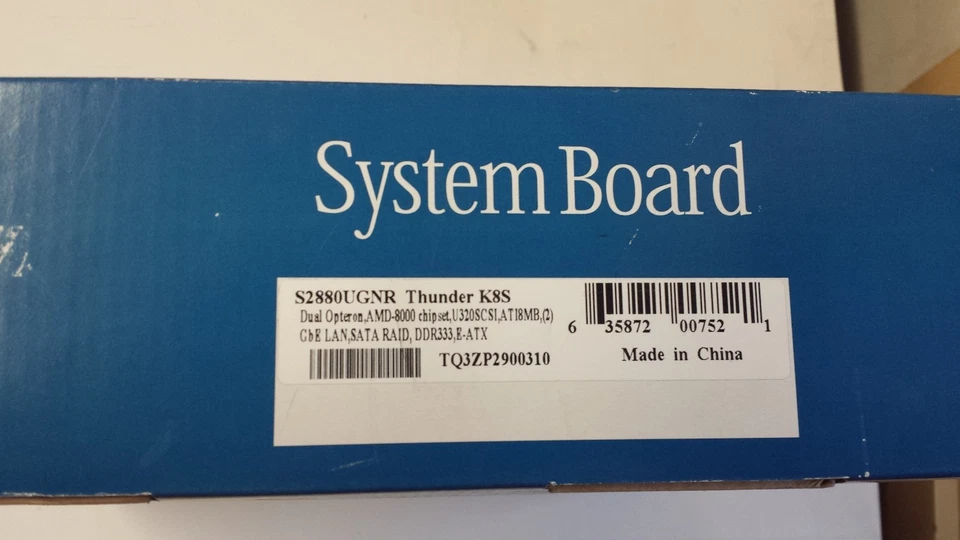 System Board
S2880UGNR Thunder K8S
Dual Opteron,AMD-8000 chipset,U320SCSI,ATI8MB,(2)
GbE LAN,SATA RAID, DDR333,E-ATX
TQ3ZP2900310
6 35872 00752 1
Made in China